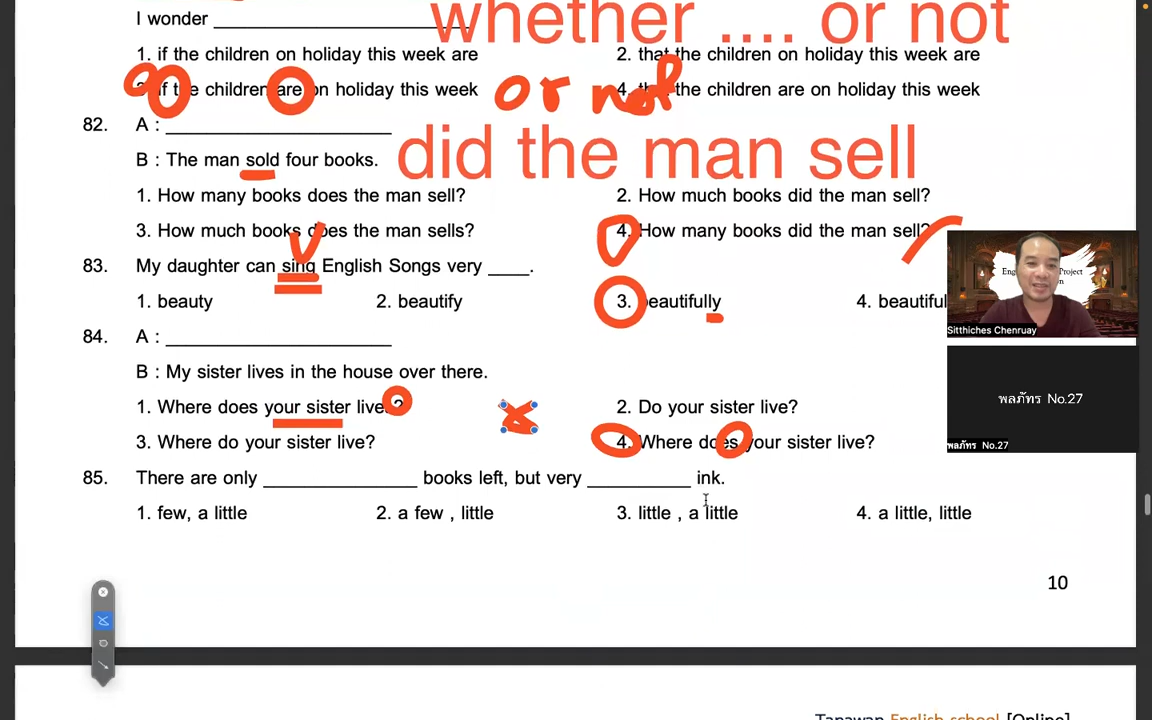 I wonder ____________________________
whether .... or not
1. if the children on holiday this week are
2. that the children on holiday this week are
if the children are on holiday this week
or not
4. the children are on holiday this week
82. A : _________________________
B : The man sold four books.
did the man sell
1. How many books does the man sell?
2. How much books did the man sell?
3. How much books does the man sells?
4. How many books did the man sell?
83. My daughter can sing English Songs very ____.
1. beauty
2. beautify
3. beautifully
4. beautiful
84. A : _________________________
B : My sister lives in the house over there.
1. Where does your sister lives?
2. Do your sister live?
3. Where do your sister live?
4. Where does your sister live?
85. There are only _________________ books left, but very ___________ ink.
1. few, a little
2. a few , little
3. little , a little
4. a little, little
10
Sitthiches Chenruay
พลภัทร No.27
พลภัทร No.27
Tanawan English school [Online]